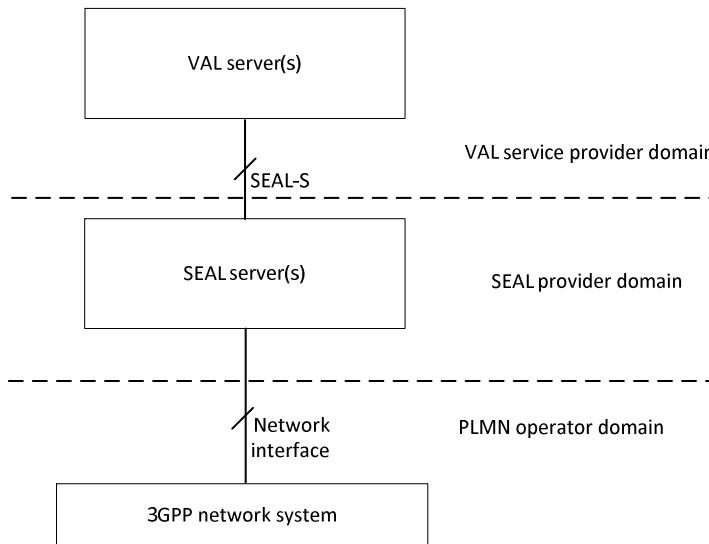 VAL server(s)
VAL service provider domain
SEAL-S
SEAL server(s)
SEAL provider domain
Network
interface
PLMN operator domain
3GPP network system